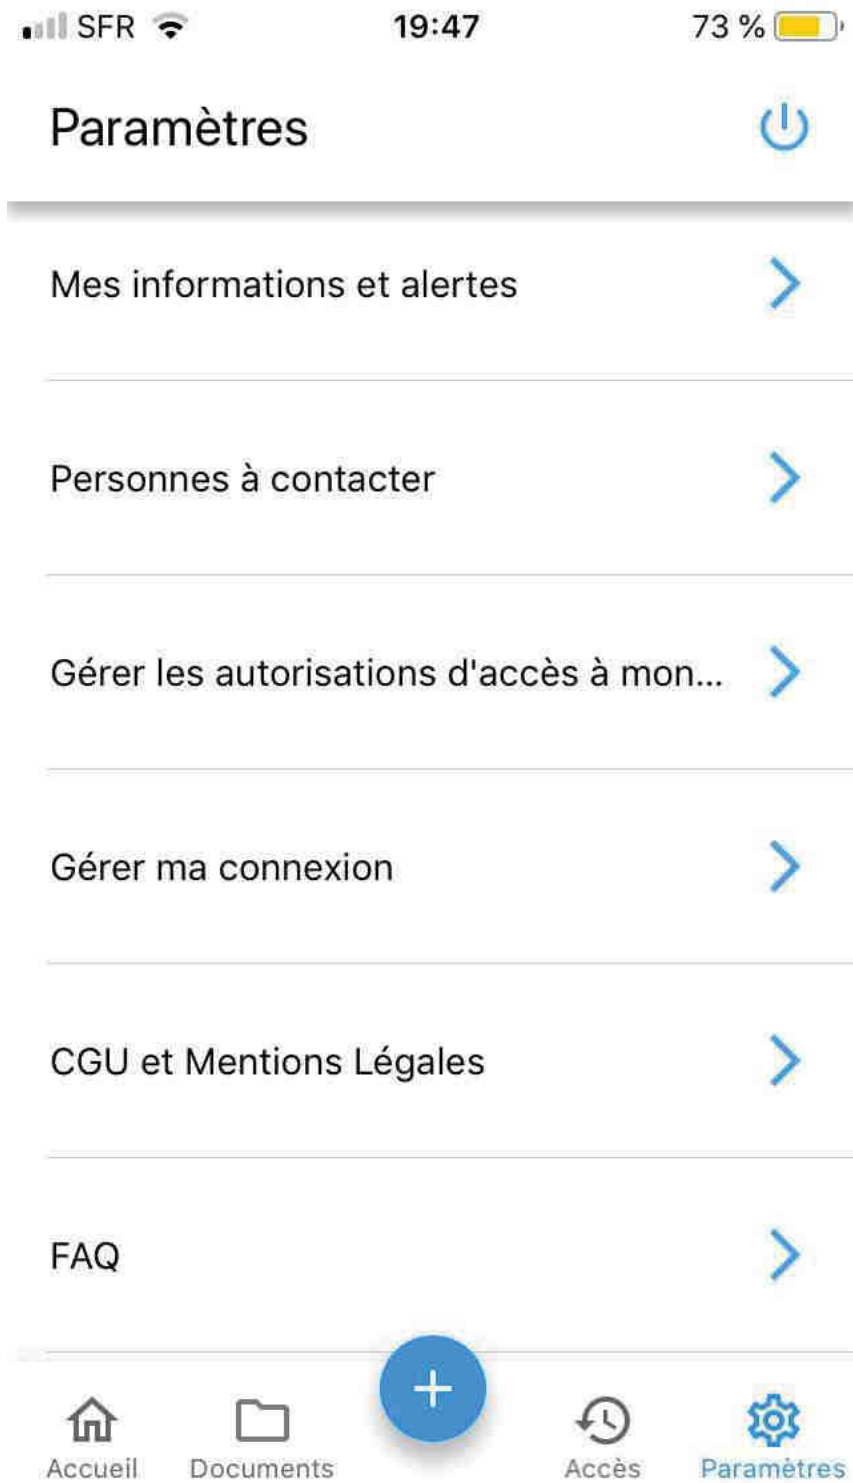 SFR 19:47 73 %
Paramètres
Mes informations et alertes
Personnes à contacter
Gérer les autorisations d'accès à mon...
Gérer ma connexion
CGU et Mentions Légales
FAQ
+
Accueil Documents Accès Paramètres